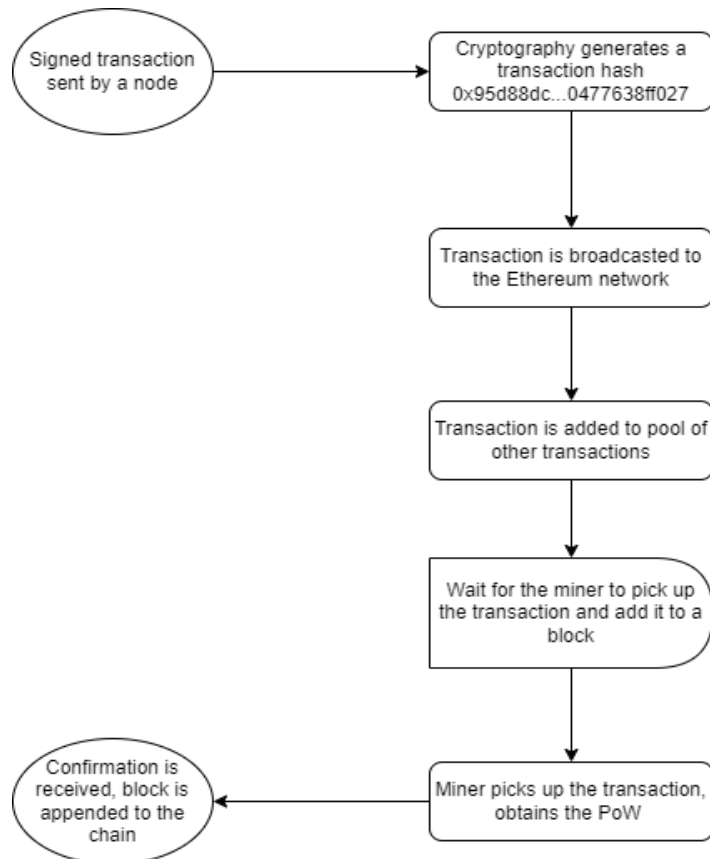 Signed transaction
sent by a node
Cryptography generates a
transaction hash
0x95d88dc...0477638ff027
Transaction is broadcasted to
the Ethereum network
Transaction is added to pool of
other transactions
Wait for the miner to pick up
the transaction and add it to a
block
Miner picks up the transaction,
obtains the PoW
Confirmation is
received, block is
appended to the
chain